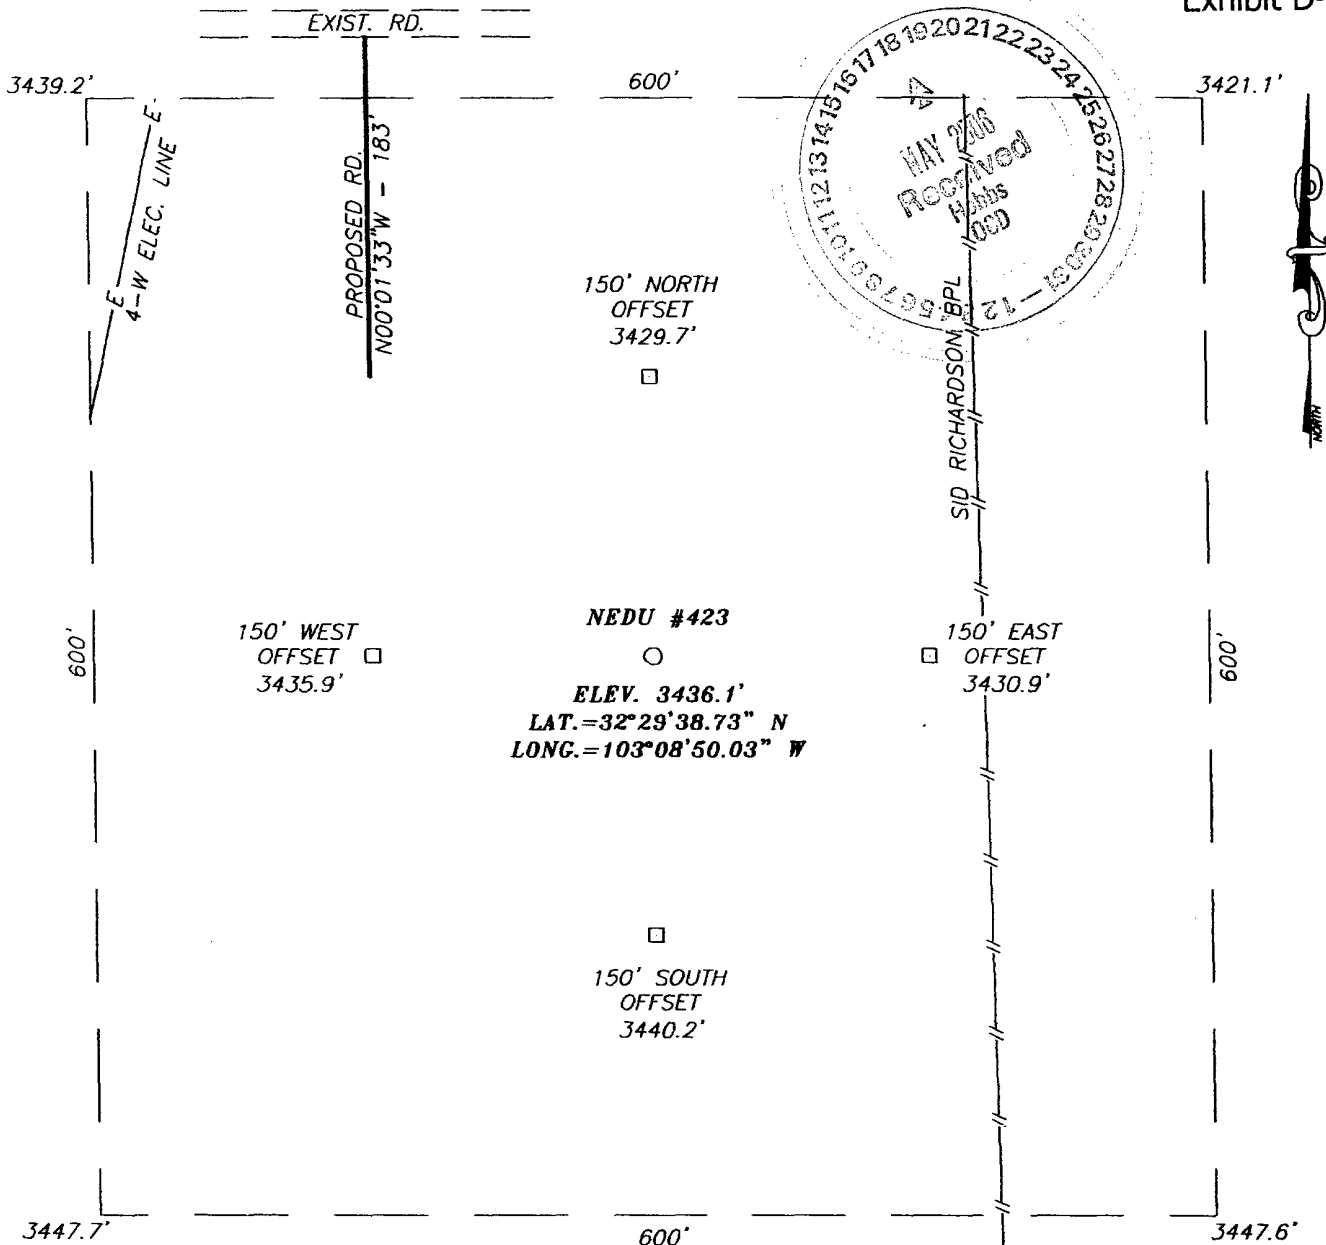 Exhibit D-
EXIST. RD.
3439.2'
600'
3421.1'
E
E
4-W ELEC. LINE
PROPOSED RD.
N00°01'33"W - 183'
MAY 2006
Received
Hobbs
OCD
150' NORTH
OFFSET
3429.7'
SID RICHARDSON BPL
NORTH
600'
150' WEST
OFFSET
3435.9'
NEDU #423
ELEV. 3436.1'
LAT.=32°29'38.73" N
LONG.=103°08'50.03" W
150' EAST
OFFSET
3430.9'
600'
150' SOUTH
OFFSET
3440.2'
3447.7'
600'
3447.6'